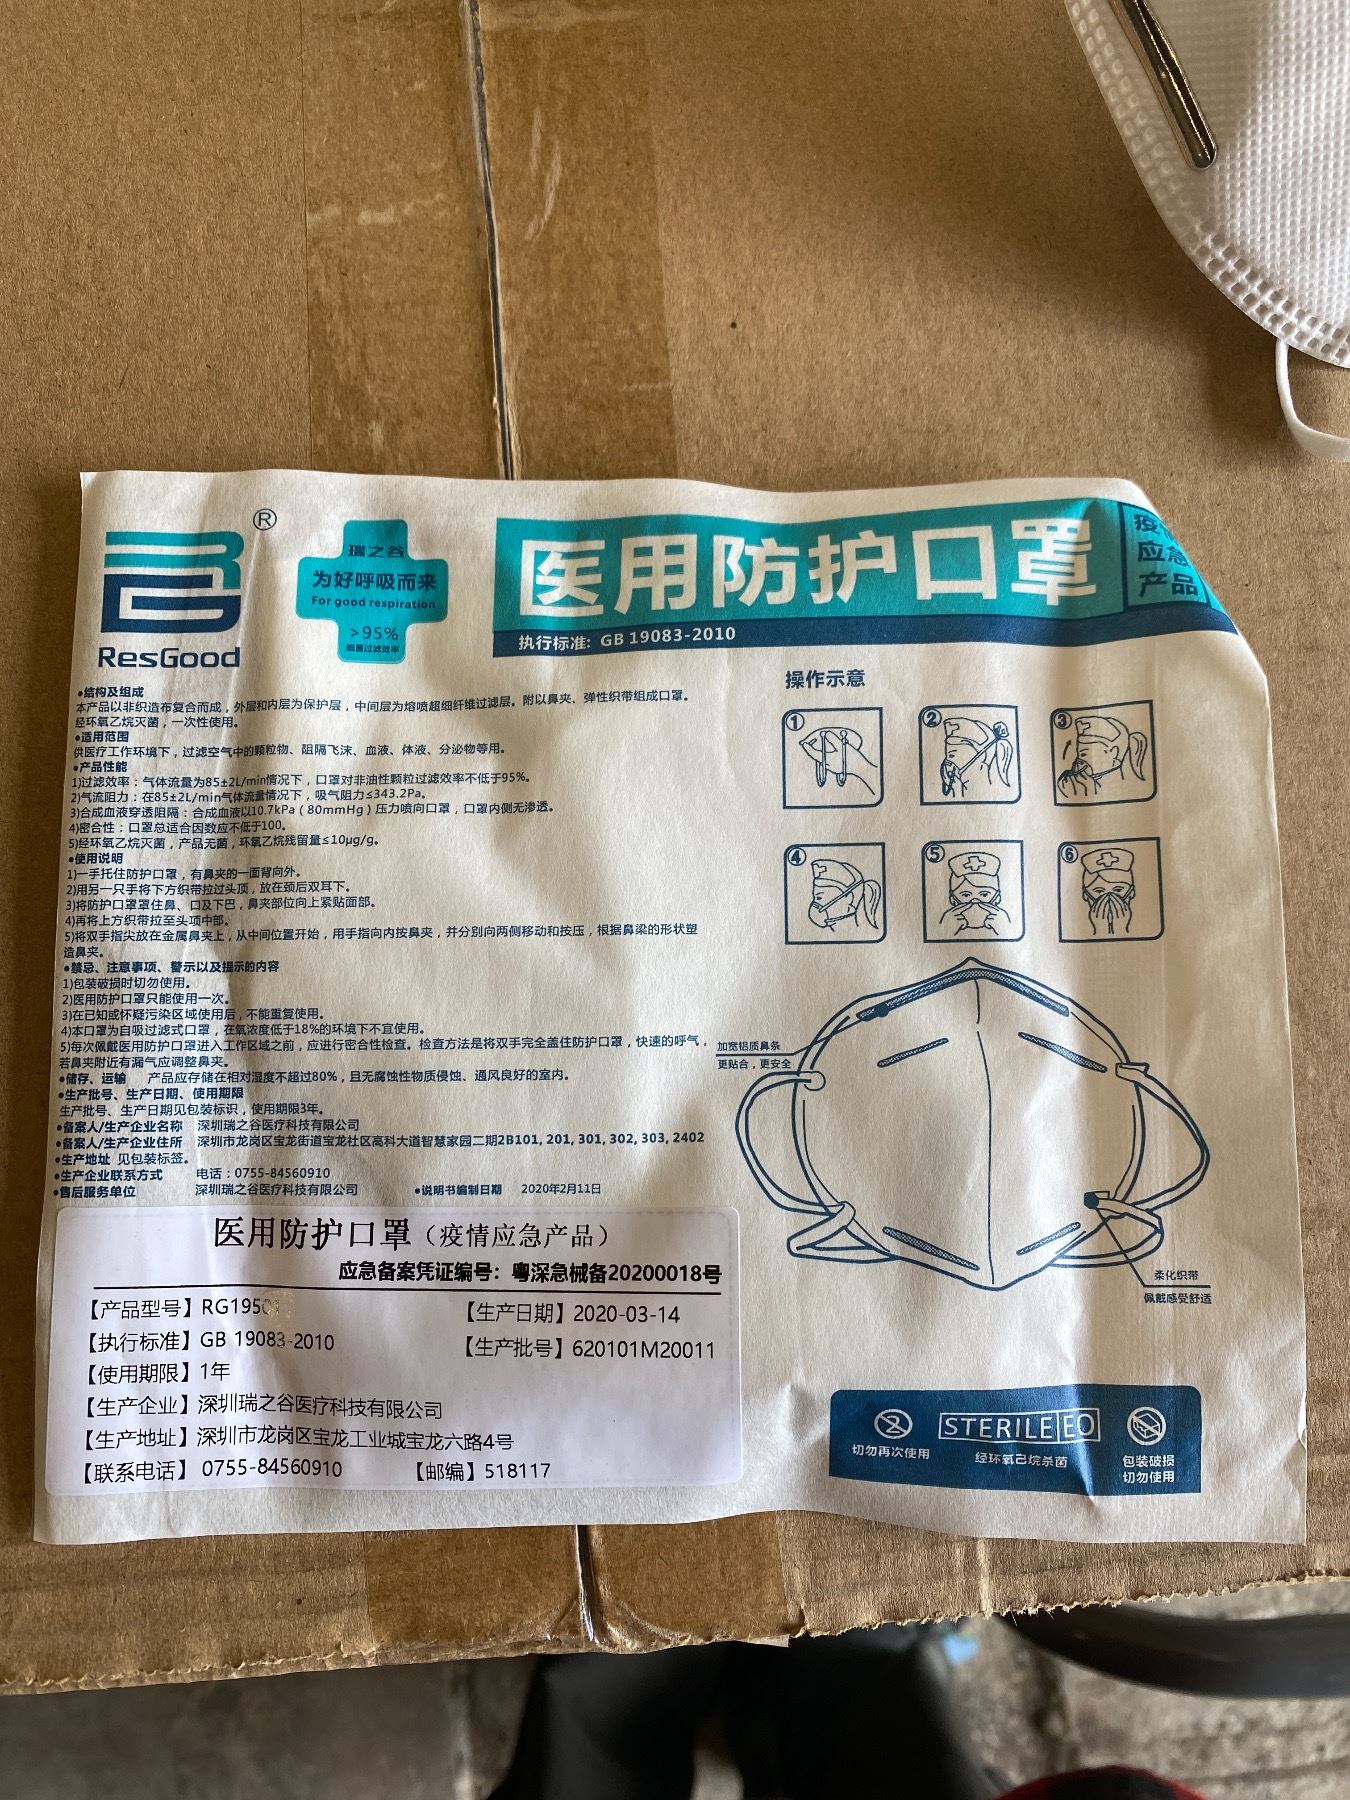 ®
ResGood
瑞之谷
为好呼吸而来
For good respiration
>95%
细菌过滤效率
医用防护口罩
应急
产品
执行标准: GB 19083-2010
•结构及组成
本产品以非织造布复合而成，外层和内层为保护层，中间层为熔喷超细纤维过滤层。附以鼻夹、弹性织带组成口罩。
经环氧乙烷灭菌，一次性使用。
•适用范围
供医疗工作环境下，过滤空气中的颗粒物、阻隔飞沫、血液、体液、分泌物等用。
•产品性能
1)过滤效率：气体流量为85±2L/min情况下，口罩对非油性颗粒过滤效率不低于95%。
2)气流阻力：在85±2L/min气体流量情况下，吸气阻力≤343.2Pa。
3)合成血液穿透阻隔：合成血液以10.7kPa（80mmHg）压力喷向口罩，口罩内侧无渗透。
4)密合性：口罩总适合因数应不低于100。
5)经环氧乙烷灭菌，产品无菌，环氧乙烷残留量≤10μg/g。
•使用说明
1)一手托住防护口罩，有鼻夹的一面背向外。
2)用另一只手将下方织带拉过头顶，放在颈后双耳下。
3)将防护口罩罩住鼻、口及下巴，鼻夹部位向上紧贴面部。
4)再将上方织带拉至头顶中部。
5)将双手指尖放在金属鼻夹上，从中间位置开始，用手指向内按鼻夹，并分别向两侧移动和按压，根据鼻梁的形状塑
造鼻夹。
•禁忌、注意事项、警示以及提示的内容
1)包装破损时切勿使用。
2)医用防护口罩只能使用一次。
3)在已知或怀疑污染区域使用后，不能重复使用。
4)本口罩为自吸过滤式口罩，在氧浓度低于18%的环境下不宜使用。
5)每次佩戴医用防护口罩进入工作区域之前，应进行密合性检查。检查方法是将双手完全盖住防护口罩，快速的呼气，
若鼻夹附近有漏气应调整鼻夹。
•储存、运输 产品应存储在相对湿度不超过80%，且无腐蚀性物质侵蚀、通风良好的室内。
•生产批号、生产日期、使用期限
生产批号、生产日期见包装标识，使用期限3年。
•备案人/生产企业名称 深圳瑞之谷医疗科技有限公司
•备案人/生产企业住所 深圳市龙岗区宝龙街道宝龙社区高科大道智慧家园二期2B101, 201, 301, 302, 303, 2402
•生产地址 见包装标签。
•生产企业联系方式 电话：0755-84560910
•售后服务单位 深圳瑞之谷医疗科技有限公司 •说明书编制日期 2020年2月11日
操作示意
①
②
③
④
⑤
⑥
加宽铝质鼻条
更贴合，更安全
柔化织带
佩戴感受舒适
医用防护口罩（疫情应急产品）
应急备案凭证编号：粤深急械备20200018号
【产品型号】RG1950 【生产日期】2020-03-14
【执行标准】GB 19083-2010 【生产批号】620101M20011
【使用期限】1年
【生产企业】深圳瑞之谷医疗科技有限公司
【生产地址】深圳市龙岗区宝龙工业城宝龙六路4号
【联系电话】0755-84560910 【邮编】518117
2
切勿再次使用
STERILE EO
经环氧己烷杀菌
包装破损
切勿使用